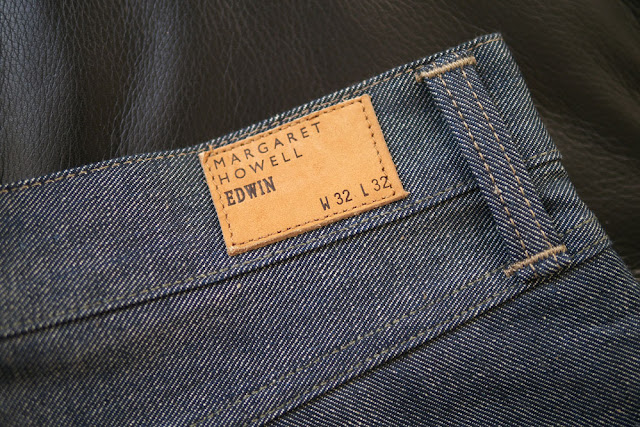 MARGARET
HOWELL
EDWIN
W 32 L 32